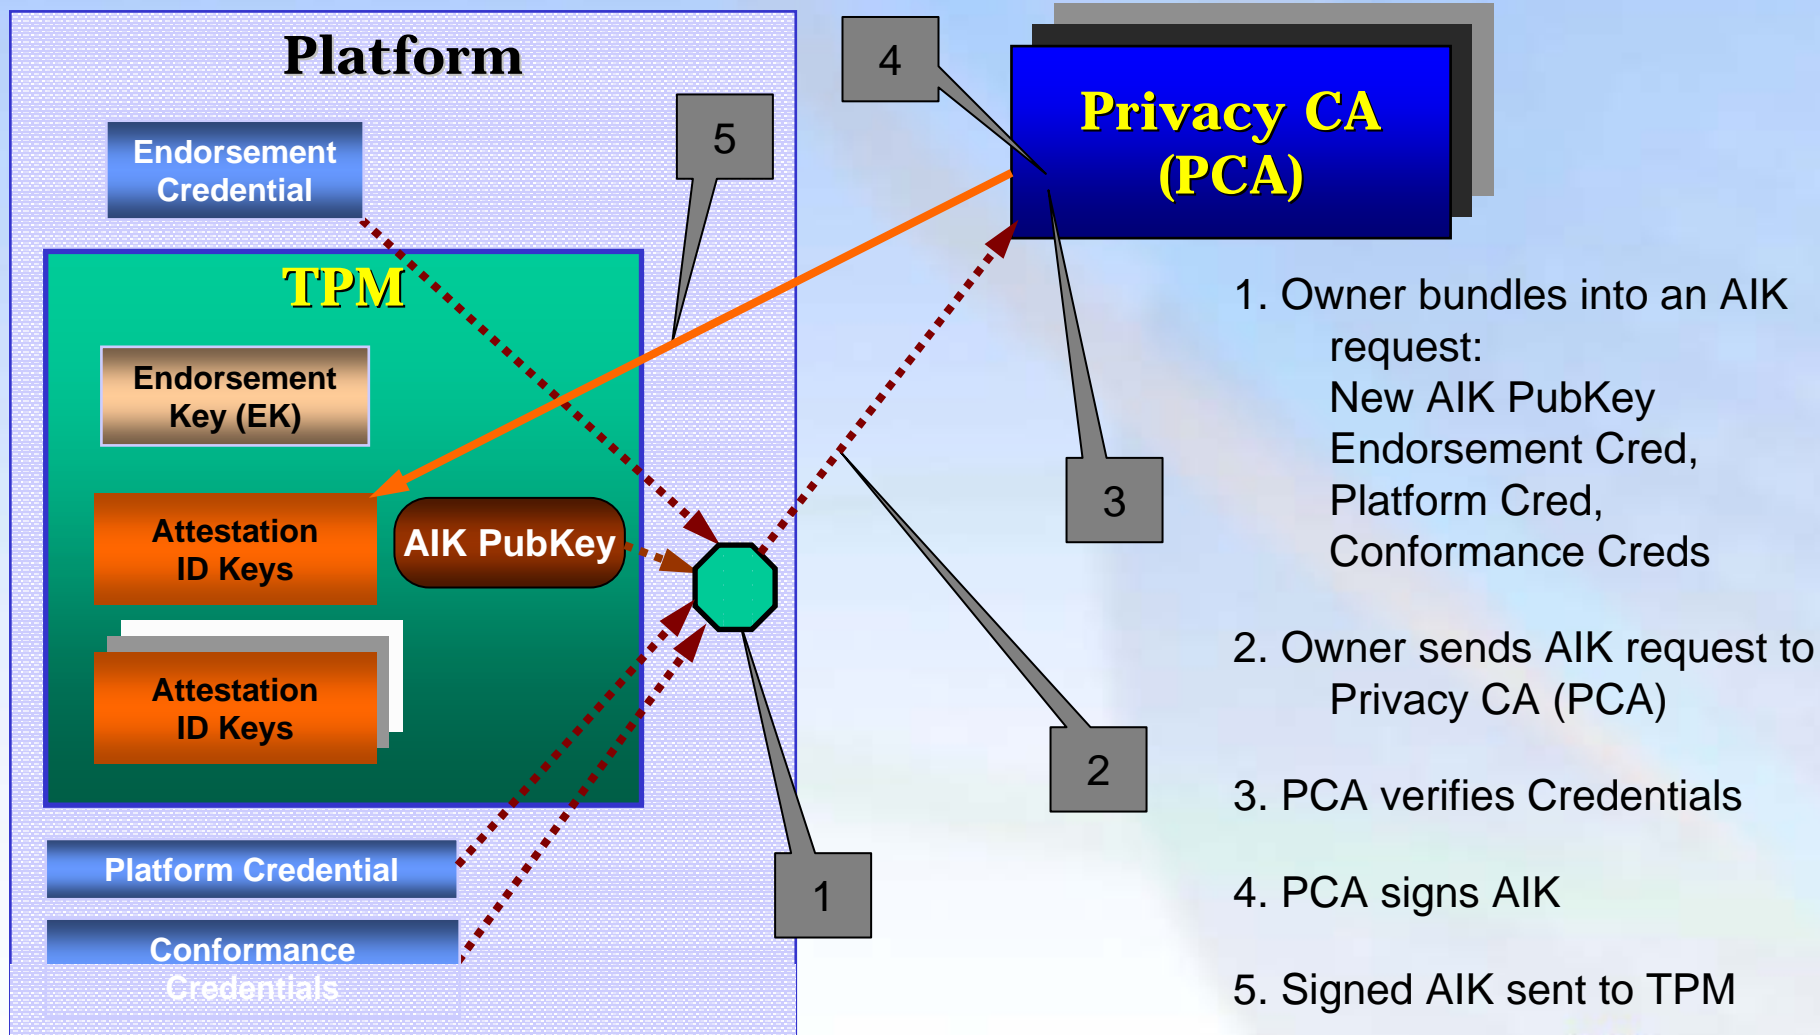 Platform
Endorsement
Credential
TPM
Endorsement
Key (EK)
Attestation
ID Keys
AIK PubKey
Attestation
ID Keys
Platform Credential
Conformance
Credentials
5
4
Privacy CA
(PCA)
3
2
1
1. Owner bundles into an AIK
request:
New AIK PubKey
Endorsement Cred,
Platform Cred,
Conformance Creds
2. Owner sends AIK request to
Privacy CA (PCA)
3. PCA verifies Credentials
4. PCA signs AIK
5. Signed AIK sent to TPM